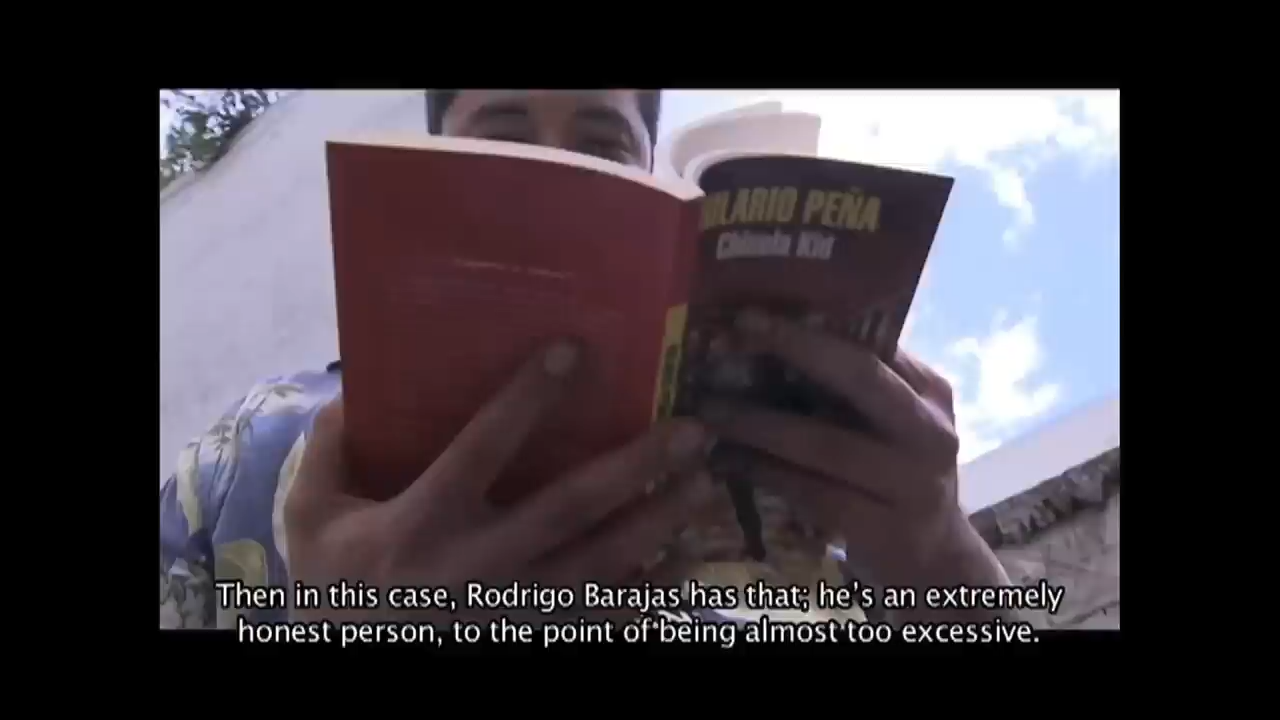 HILARIO PEÑA
Chinola Kid
Then in this case, Rodrigo Barajas has that; he's an extremely
honest person, to the point of being almost too excessive.